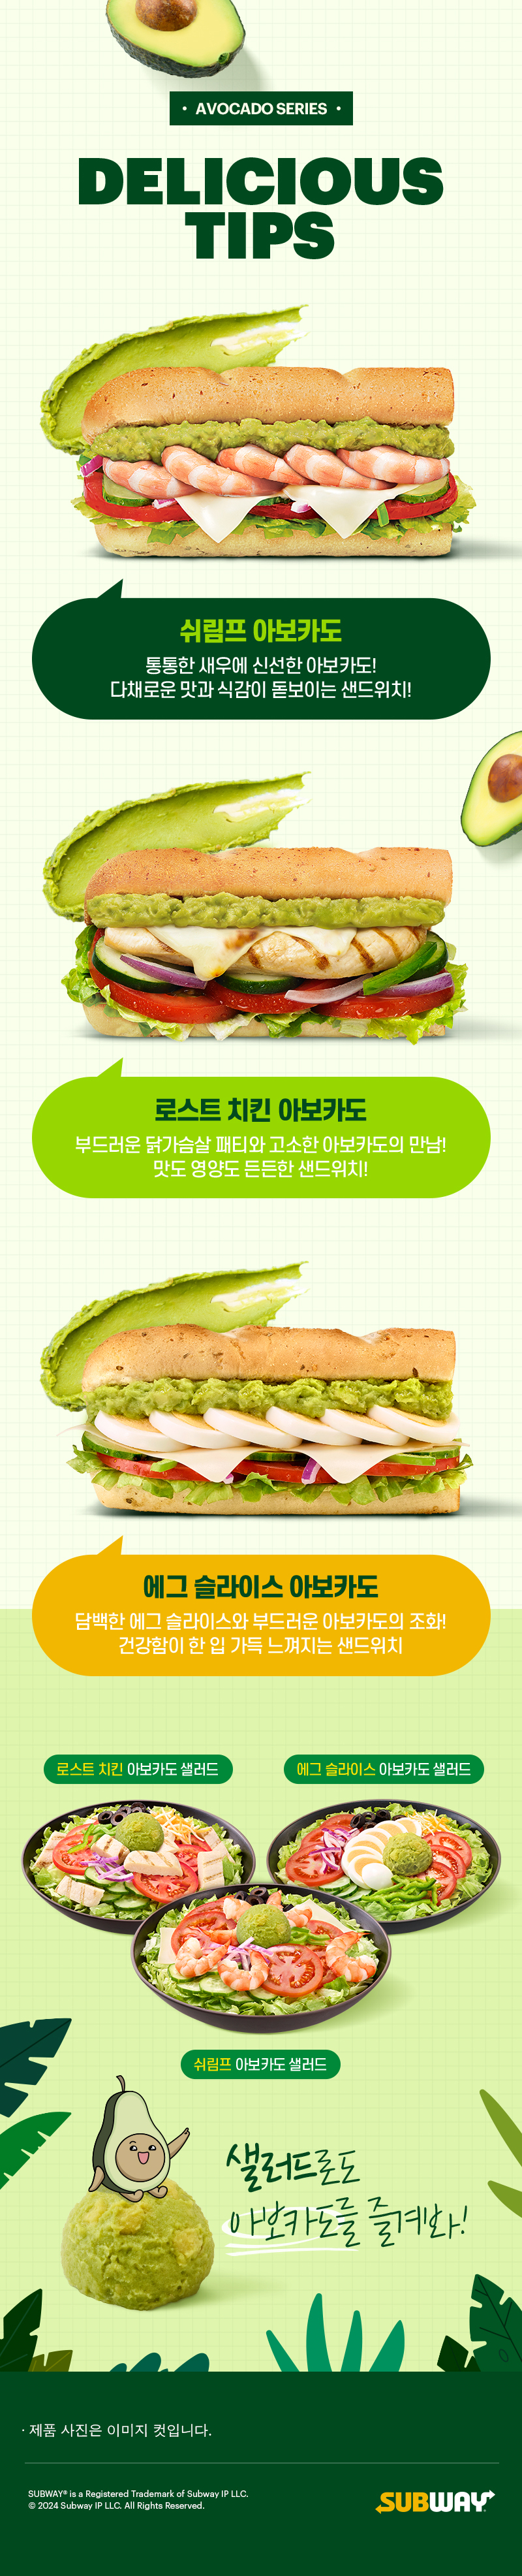 • AVOCADO SERIES •
DELICIOUS
TIPS
쉬림프 아보카도
통통한 새우에 신선한 아보카도!
다채로운 맛과 식감이 돋보이는 샌드위치!
로스트 치킨 아보카도
부드러운 닭가슴살 패티와 고소한 아보카도의 만남!
맛도 영양도 든든한 샌드위치!
에그 슬라이스 아보카도
담백한 에그 슬라이스와 부드러운 아보카도의 조화!
건강함이 한 입 가득 느껴지는 샌드위치
로스트 치킨 아보카도 샐러드
에그 슬라이스 아보카도 샐러드
쉬림프 아보카도 샐러드
샐러드로도
아보카도를 즐겨봐!
· 제품 사진은 이미지 컷입니다.
SUBWAY® is a Registered Trademark of Subway IP LLC.
© 2024 Subway IP LLC. All Rights Reserved.
SUBWAY